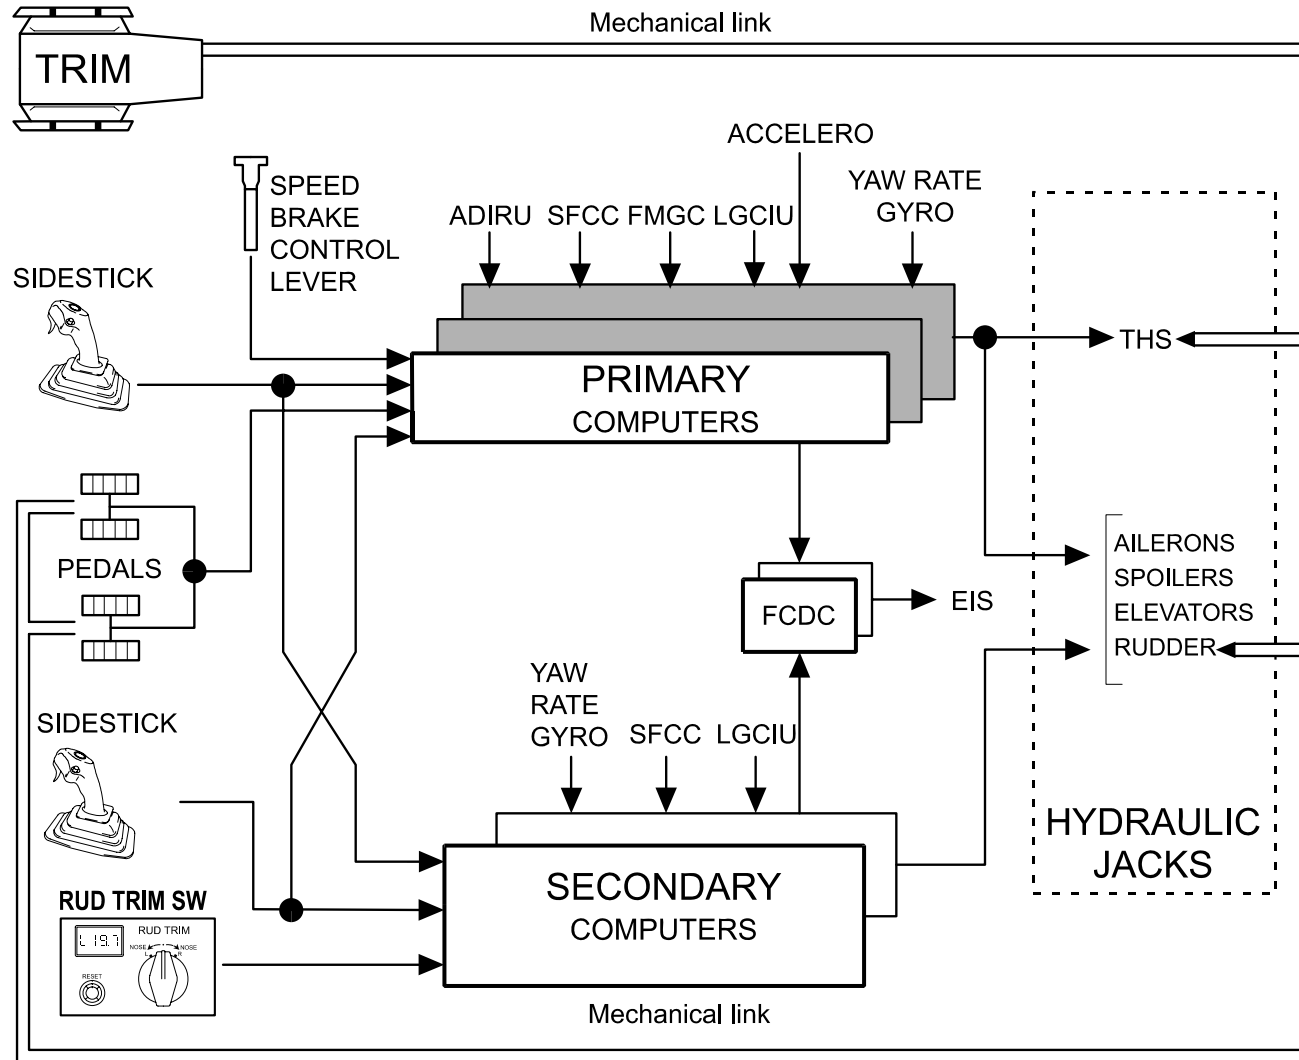 Mechanical link
TRIM
ACCELERO
SPEED
BRAKE
CONTROL
LEVER
YAW RATE
GYRO
ADIRU SFCC FMGC LGCIU
SIDESTICK
THS
PRIMARY
COMPUTERS
PEDALS
AILERONS
SPOILERS
ELEVATORS
RUDDER
FCDC
EIS
YAW
RATE
GYRO
SFCC LGCIU
SIDESTICK
HYDRAULIC
JACKS
SECONDARY
COMPUTERS
RUD TRIM SW
RUD TRIM
L 19.7
NOSE NOSE
L R
RESET
Mechanical link